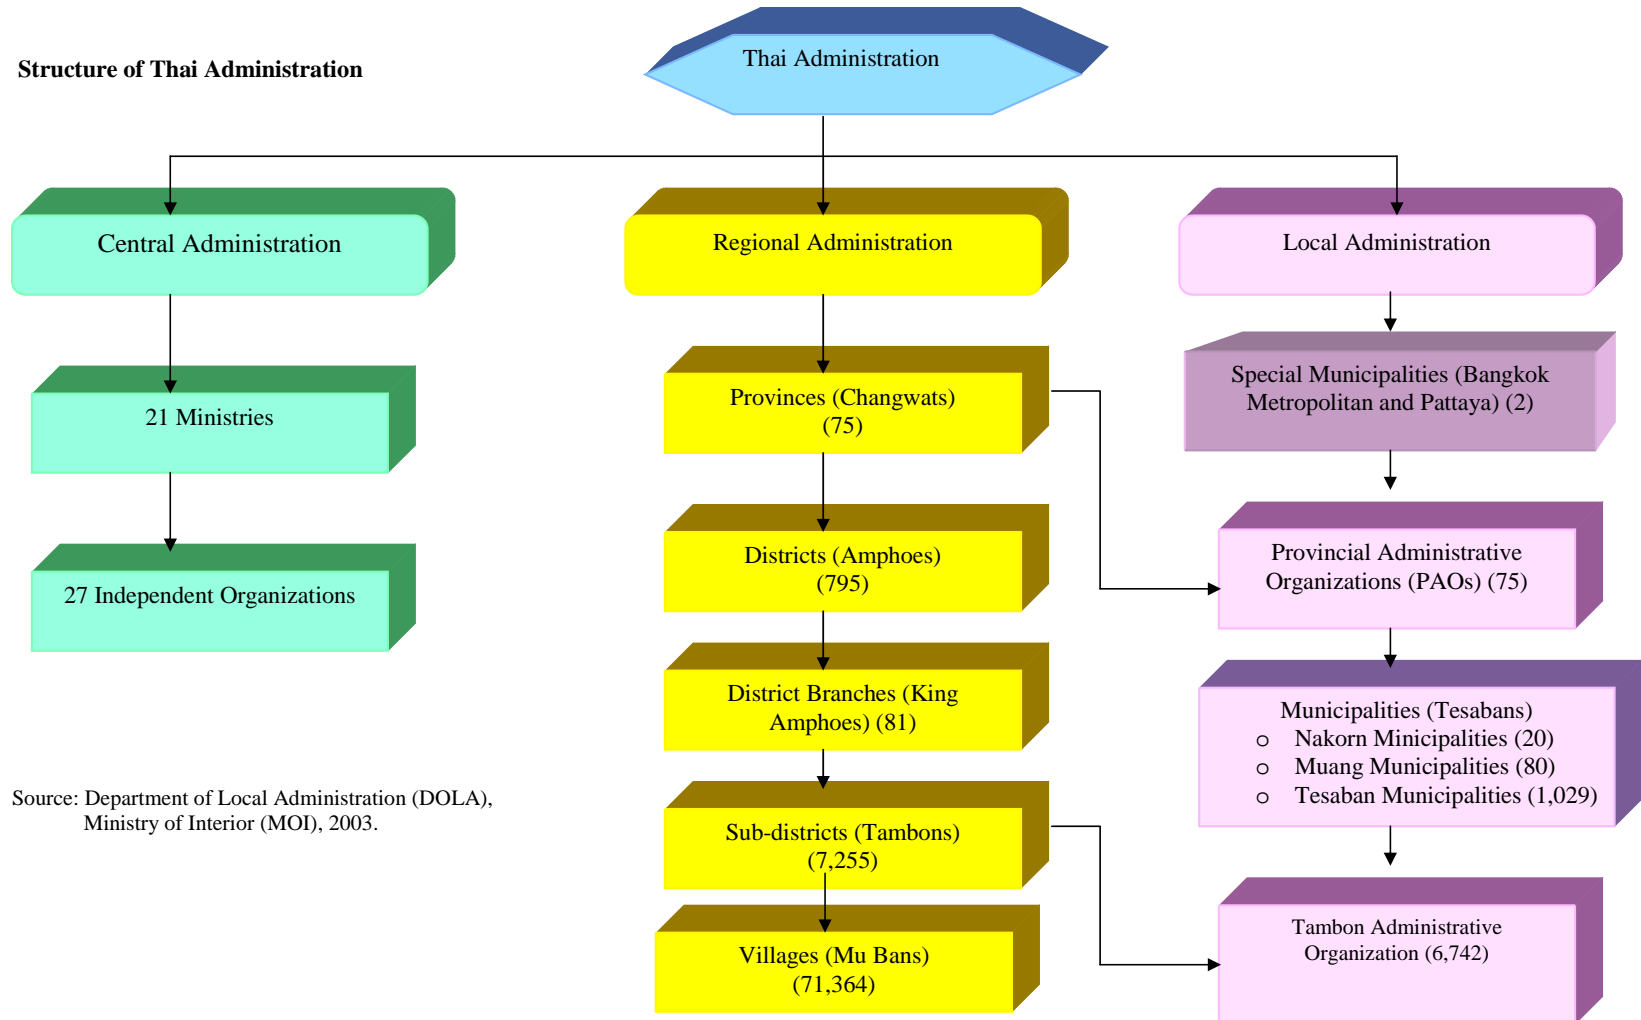 Structure of Thai Administration
Thai Administration
Central Administration
21 Ministries
27 Independent Organizations
Regional Administration
Provinces (Changwats)
(75)
Districts (Amphoes)
(795)
District Branches (King
Amphoes) (81)
Sub-districts (Tambons)
(7,255)
Villages (Mu Bans)
(71,364)
Local Administration
Special Municipalities (Bangkok
Metropolitan and Pattaya) (2)
Provincial Administrative
Organizations (PAOs) (75)
Municipalities (Tesabans)
o Nakorn Minicipalities (20)
o Muang Municipalities (80)
o Tesaban Municipalities (1,029)
Tambon Administrative
Organization (6,742)
Source: Department of Local Administration (DOLA),
Ministry of Interior (MOI), 2003.